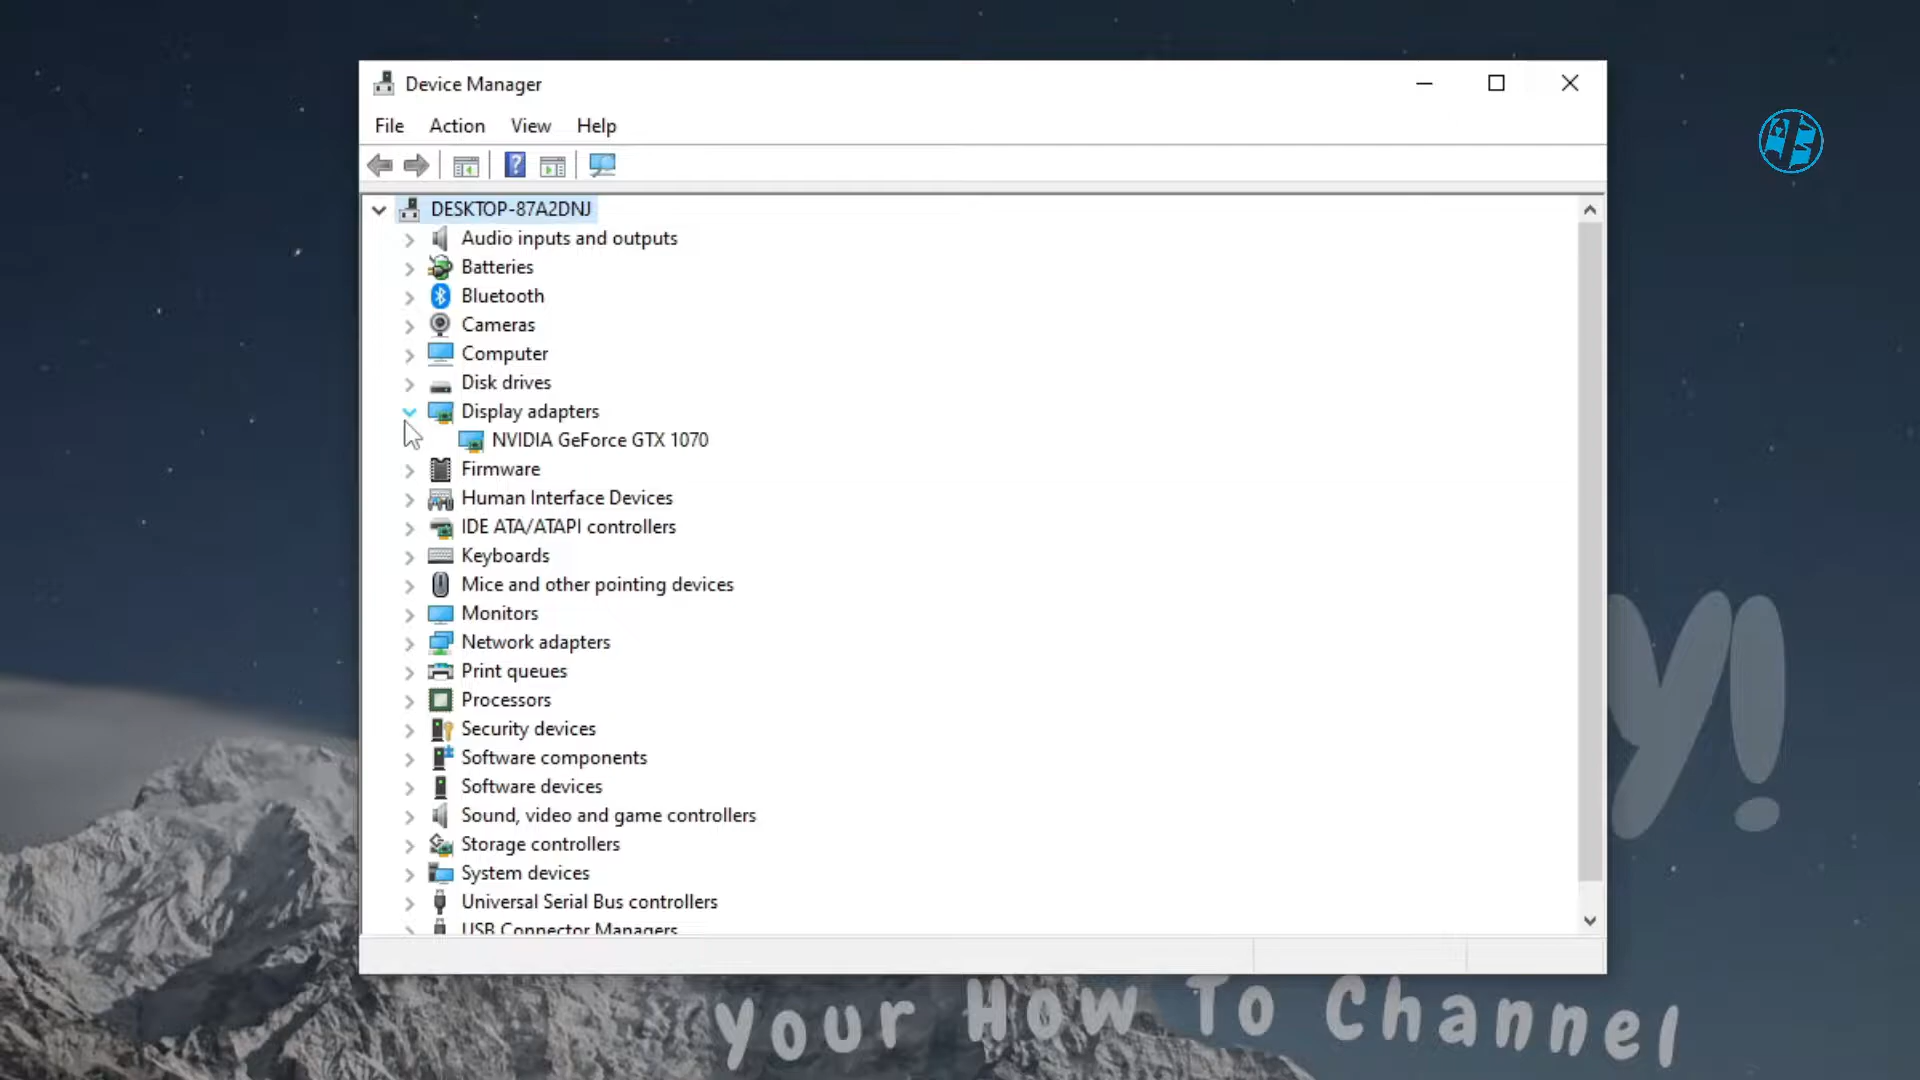 Device Manager
File Action View Help
DESKTOP-87A2DNJ
Audio inputs and outputs
Batteries
Bluetooth
Cameras
Computer
Disk drives
Display adapters
NVIDIA GeForce GTX 1070
Firmware
Human Interface Devices
IDE ATA/ATAPI controllers
Keyboards
Mice and other pointing devices
Monitors
Network adapters
Print queues
Processors
Security devices
Software components
Software devices
Sound, video and game controllers
Storage controllers
System devices
Universal Serial Bus controllers
USB Connector Managers
y!
your How To Channel